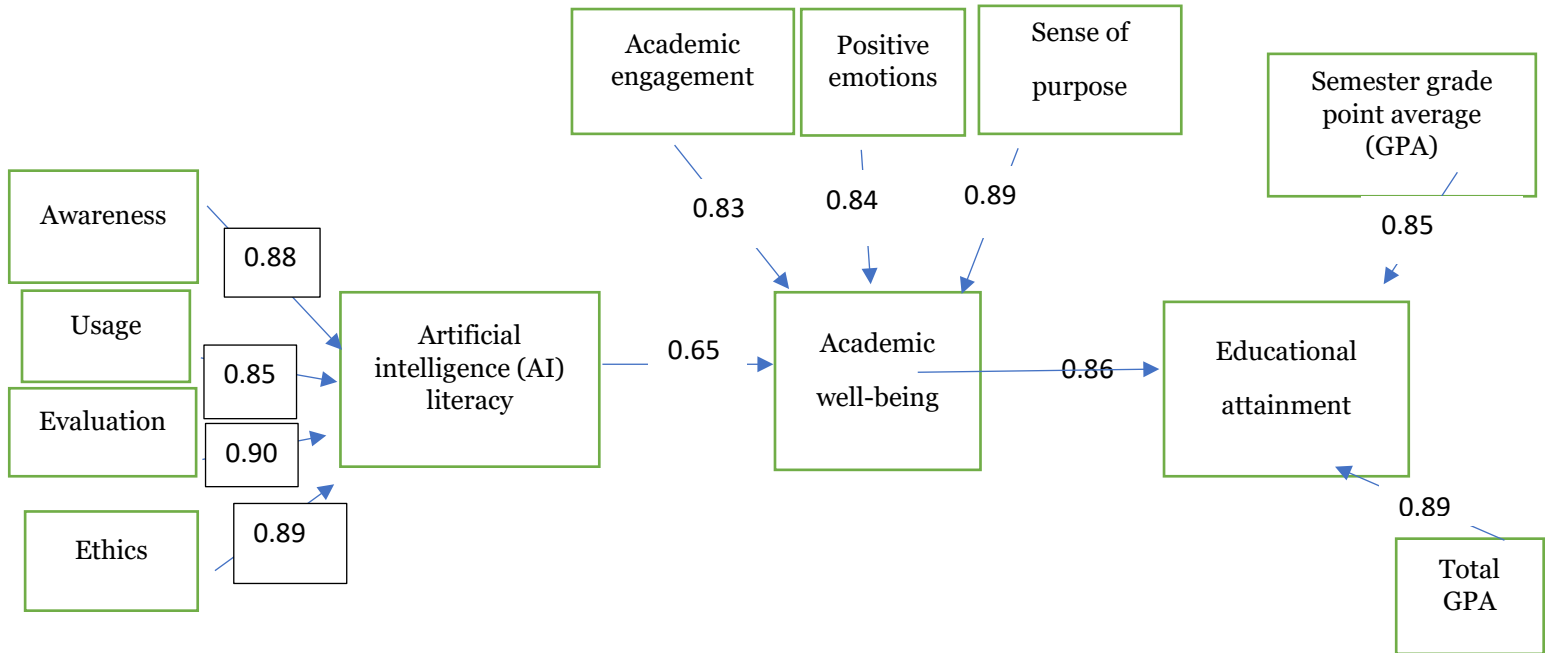 Academic
engagement
Positive
emotions
Sense of
purpose
Semester grade
point average
(GPA)
Awareness
0.83
0.84
0.89
0.85
0.88
Usage
Artificial
intelligence (AI)
literacy
0.65
Academic
well-being
0.86
Educational
attainment
0.85
Evaluation
0.90
Ethics
0.89
0.89
Total
GPA